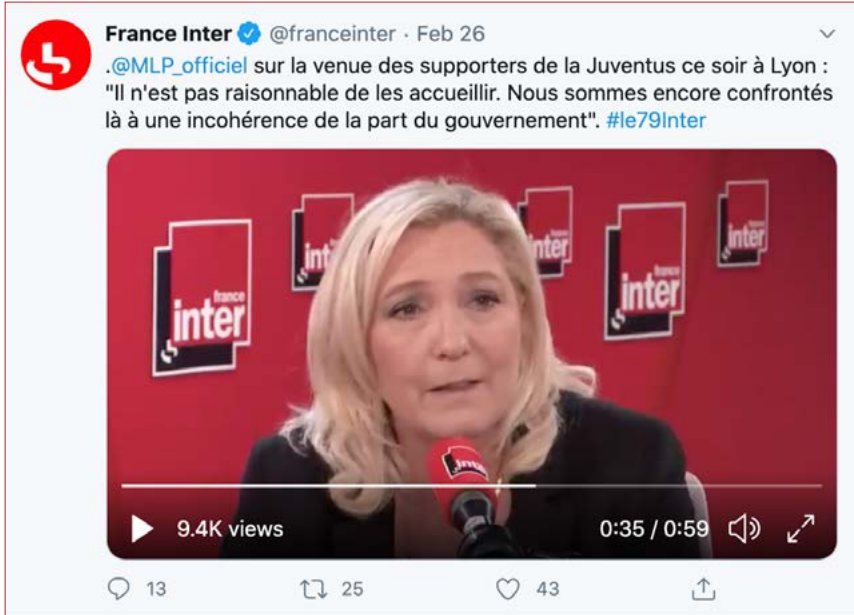 France Inter @franceinter · Feb 26
.@MLP_officiel sur la venue des supporters de la Juventus ce soir à Lyon :
"Il n'est pas raisonnable de les accueillir. Nous sommes encore confrontés
là à une incohérence de la part du gouvernement". #le79Inter
france
inter
inter
inter
france
inter
france
inter
inter
9.4K views
0:35 / 0:59
13
25
43